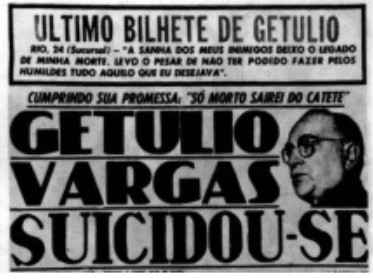 ULTIMO BILHETE DE GETULIO
RIO, 24 (Sucursal) - "A SANHA DOS MEUS INIMIGOS DEIXO O LEGADO
DE MINHA MORTE. LEVO O PESAR DE NÃO TER PODIDO FAZER PELOS
HUMILDES TUDO AQUILO QUE EU DESEJAVA".
CUMPRINDO SUA PROMESSA: "SÓ MORTO SAIREI DO CATETE"
GETULIO
VARGAS
SUICIDOU-SE